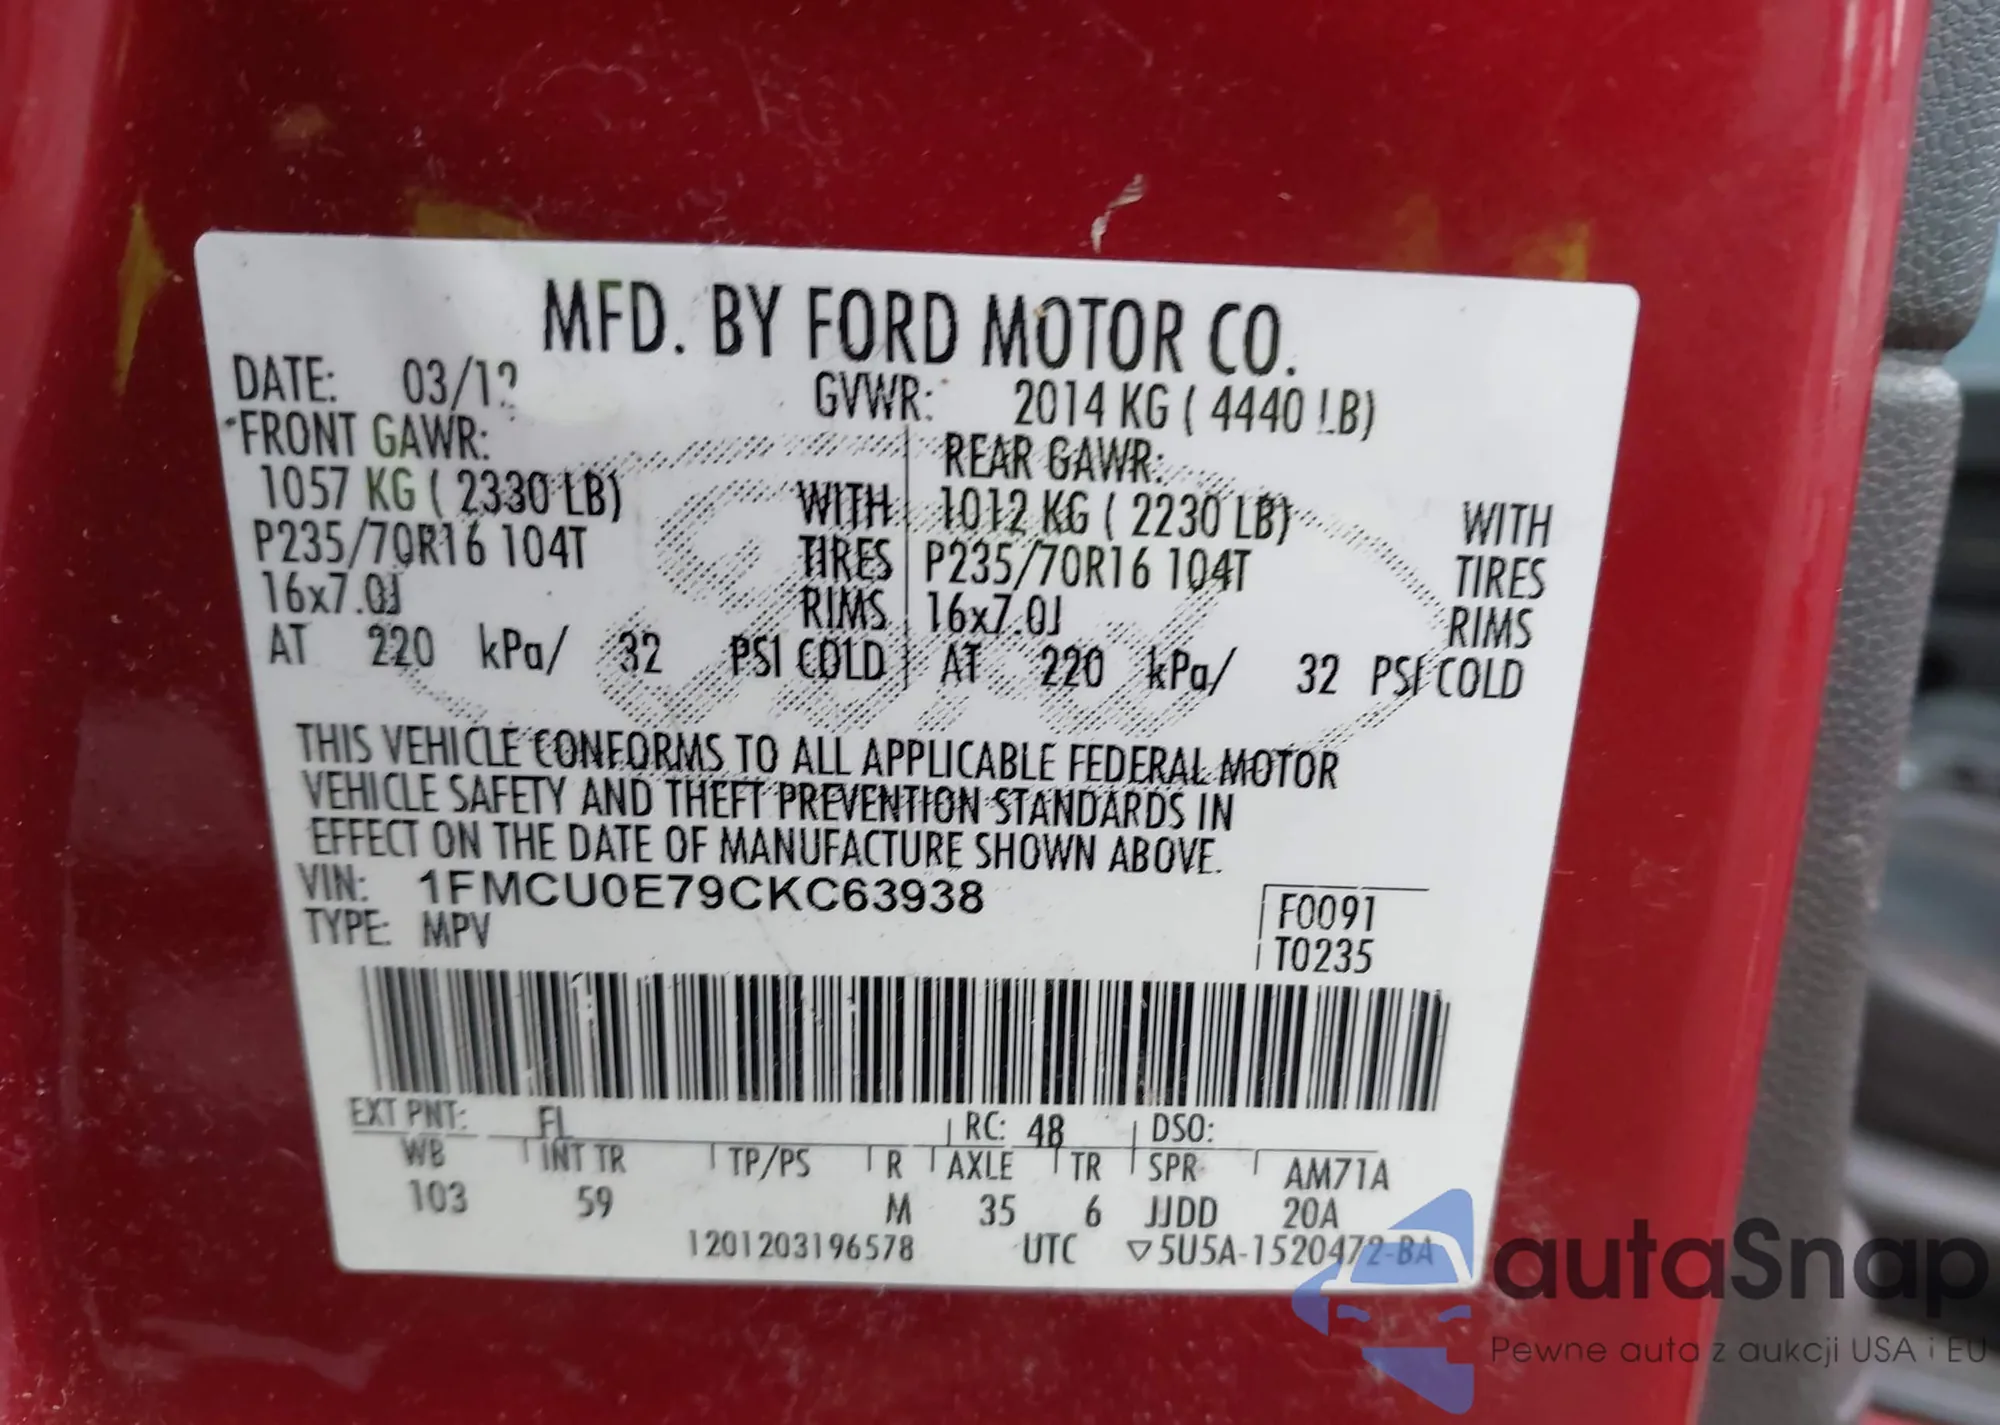 MFD. BY FORD MOTOR CO.
DATE: 03/12 GVWR: 2014 KG ( 4440 LB)
FRONT GAWR: REAR GAWR:
1057 KG ( 2330 LB) WITH 1012 KG ( 2230 LB) WITH
P235/70R16 104T TIRES P235/70R16 104T TIRES
16x7.0J RIMS 16x7.0J RIMS
AT 220 kPa/ 32 PSI COLD AT 220 kPa/ 32 PSI COLD
THIS VEHICLE CONFORMS TO ALL APPLICABLE FEDERAL MOTOR
VEHICLE SAFETY AND THEFT PREVENTION STANDARDS IN
EFFECT ON THE DATE OF MANUFACTURE SHOWN ABOVE.
VIN: 1FMCU0E79CKC63938
TYPE: MPV
F0091
T0235
EXT PNT: FL RC: 48 DSO:
WB INT TR TP/PS R AXLE TR SPR AM71A
103 59 M 35 6 JJDD 20A
1201203196578 UTC ▽5U5A-1520472-BA
autaSnap
Pewne auta z aukcji USA i EU